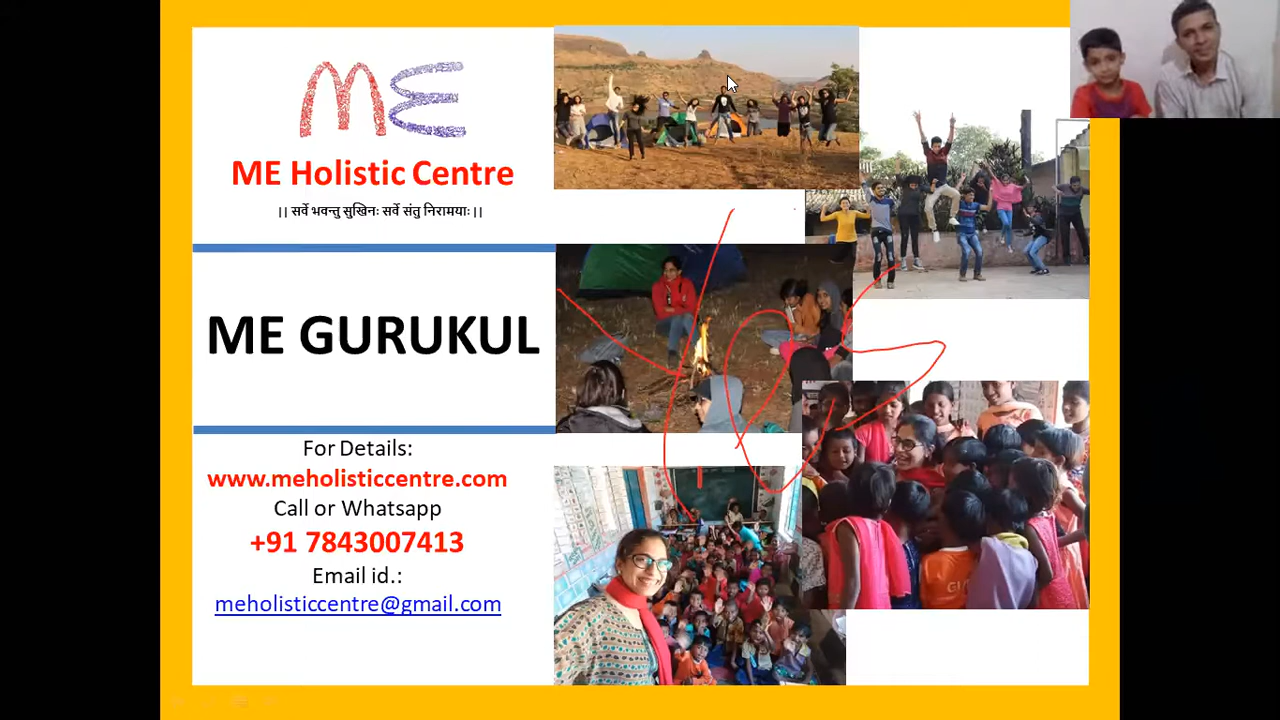 ME
ME Holistic Centre
।। सर्वे भवन्तु सुखिनः सर्वे संतु निरामयाः ।।
ME GURUKUL
For Details:
www.meholisticcentre.com
Call or Whatsapp
+91 7843007413
Email id.:
meholisticcentre@gmail.com
yes